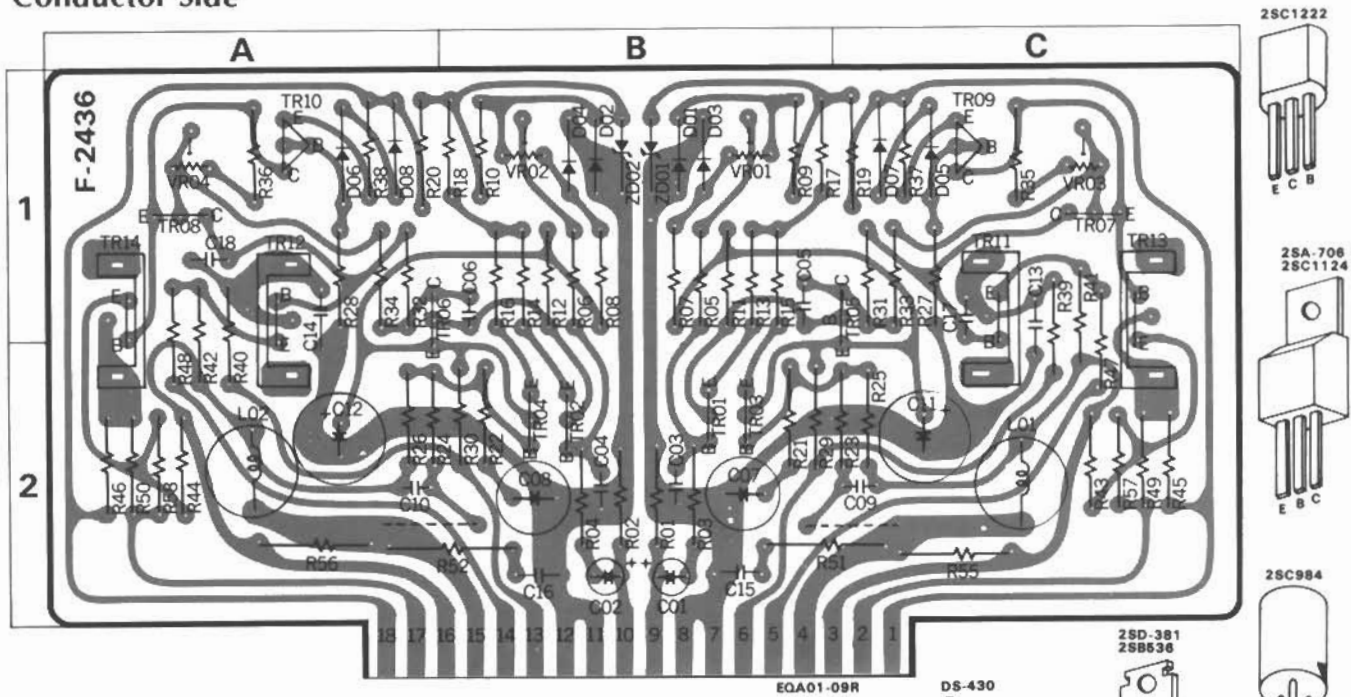 Conductor Side
A B C
1
2
F-2436
TR10 D04 D02 D01 D03 TR09
E E
B B
C C
VR04 R36 D06 R38 D08 R20 R18 R10 VR02 ZD02 ZD01 VR01 R09 R17 R19 D07 R37 D05 R35 VR03
E C C E
TR08 TR07
TR14 C18 TR12 TR11 TR13
C06 C05 C13 R39 R41
E B C C B
B E E B
C14 R28 R34 R32 TR06 R16 R14 R12 R06 R08 R07 R05 R11 R13 R15 TR05 R31 R33 R27 C17
R48 R42 R40 R25 R47
L02 C12 TR04 TR02 TR01 TR03 C11 L01
R26 R24 R30 R22 C04 C03 R21 R29 R28
C08 C07
R46 R50 R58 R44 C10 C09 R43 R57 R49 R45
R04 R02 R01 R03
R56 R52 R51 R55
C16 C02 C01 C15
18 17 16 15 14 13 12 11 10 9 8 7 6 5 4 3 2 1
EQA01-09R
DS-430
2SC1222
E C B
2SA-706
2SC1124
E B C
2SC984
2SD-381
2SB536